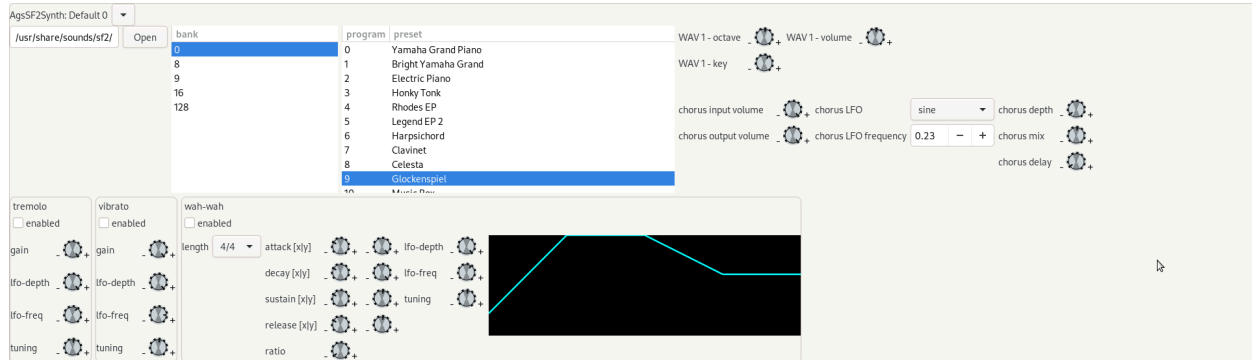 AgsSF2Synth: Default 0
/usr/share/sounds/sf2/ Open
bank
0
8
9
16
128
program preset
0 Yamaha Grand Piano
1 Bright Yamaha Grand
2 Electric Piano
3 Honky Tonk
4 Rhodes EP
5 Legend EP 2
6 Harpsichord
7 Clavinet
8 Celesta
9 Glockenspiel
10 Music Box
WAV 1 - octave - + WAV 1 - volume - +
WAV 1 - key - +
chorus input volume - + chorus LFO sine chorus depth - +
chorus output volume - + chorus LFO frequency 0.23 − + chorus mix - +
chorus delay - +
tremolo
enabled
gain - +
lfo-depth - +
lfo-freq - +
tuning - +
vibrato
enabled
gain - +
lfo-depth - +
lfo-freq - +
tuning - +
wah-wah
enabled
length 4/4 attack [x|y] - + - + lfo-depth - +
decay [x|y] - + - + lfo-freq - +
sustain [x|y] - + - + tuning - +
release [x|y] - + - +
ratio - +